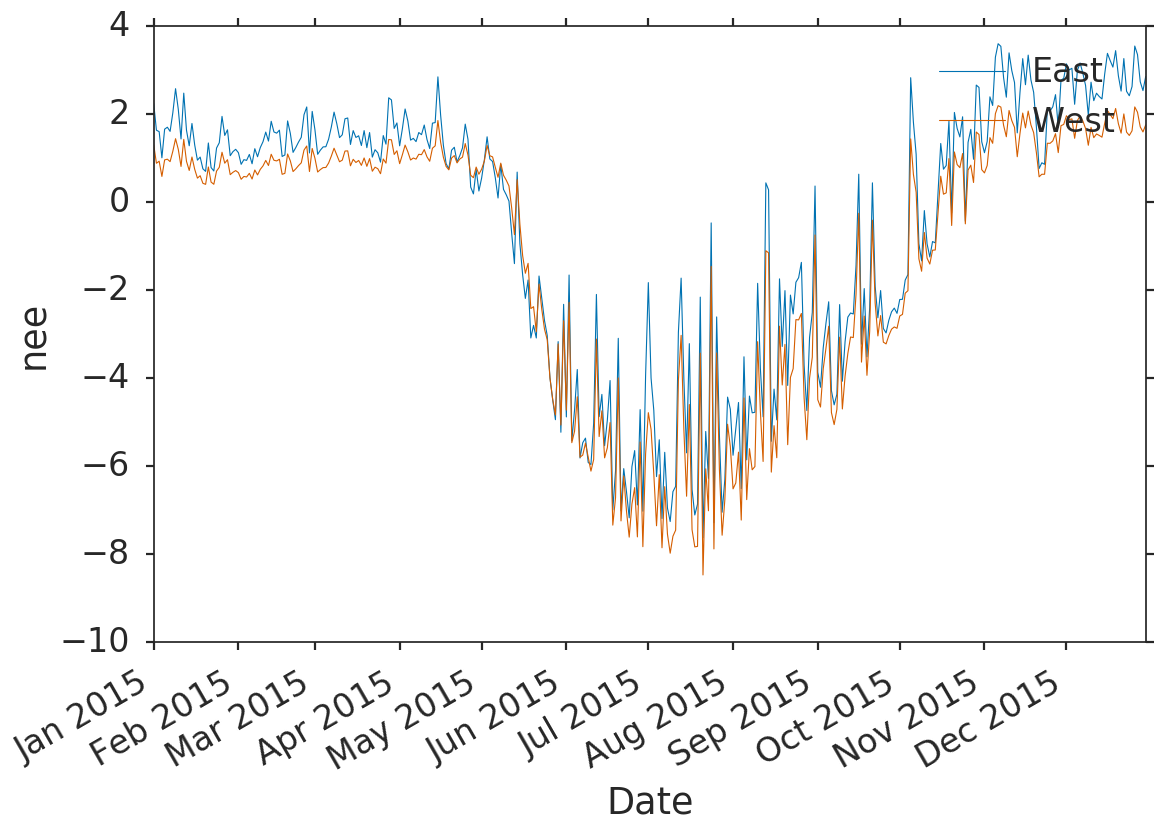 4
2
0
−2
−4
−6
−8
−10
nee
East
West
Jan 2015
Feb 2015
Mar 2015
Apr 2015
May 2015
Jun 2015
Jul 2015
Aug 2015
Sep 2015
Oct 2015
Nov 2015
Dec 2015
Date